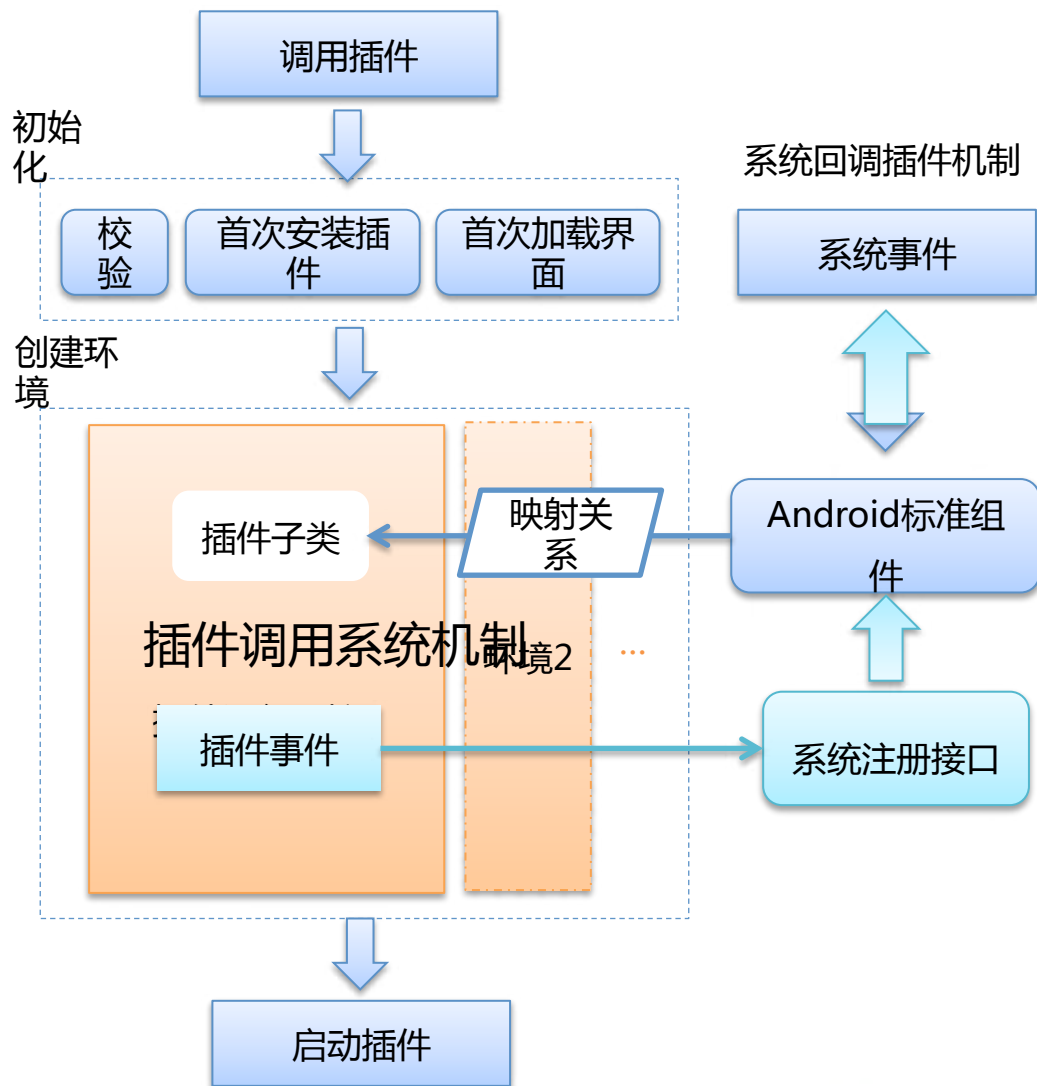 调用插件
初始
化
系统回调插件机制
校
验
首次安装插
件
首次加载界
面
系统事件
创建环
境
插件子类
映射关
系
Android标准组
件
插件调用系统机制
环境2
...
插件事件
系统注册接口
启动插件